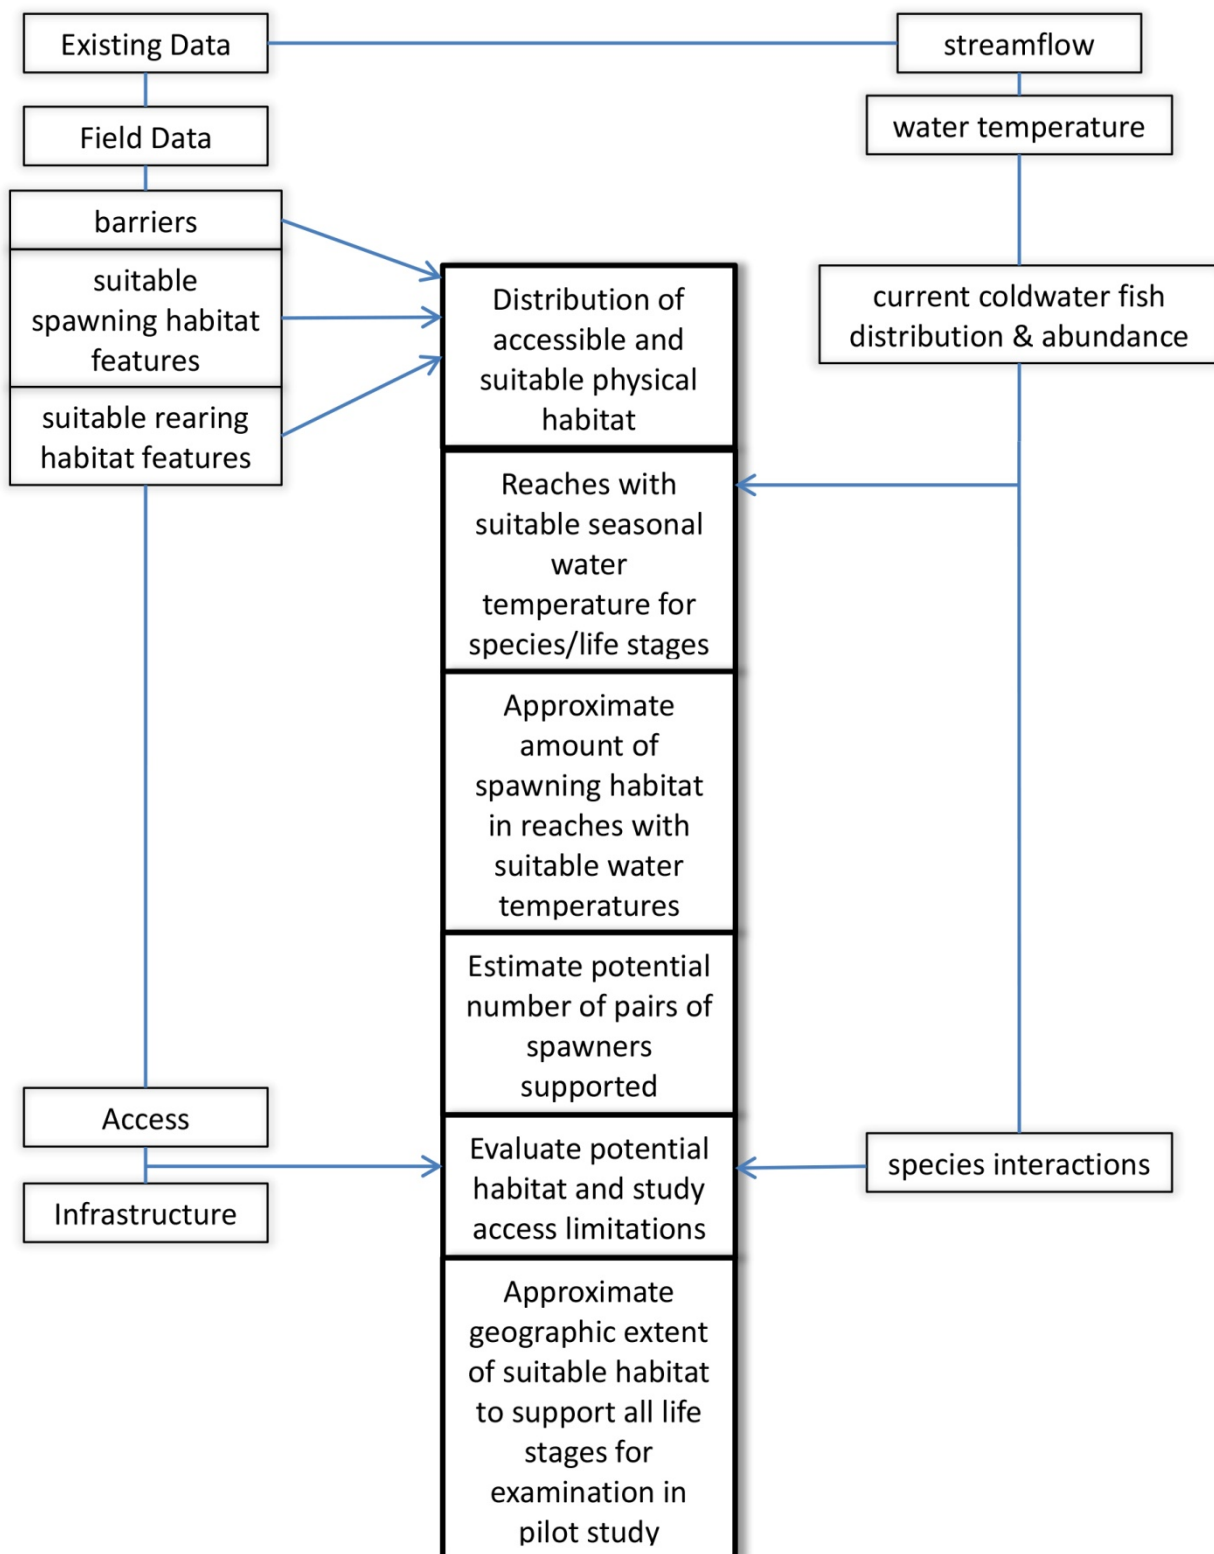 Existing Data
streamflow
Field Data
water temperature
barriers
suitable
spawning habitat
features
suitable rearing
habitat features
Distribution of
accessible and
suitable physical
habitat
current coldwater fish
distribution & abundance
Reaches with
suitable seasonal
water
temperature for
species/life stages
Approximate
amount of
spawning habitat
in reaches with
suitable water
temperatures
Estimate potential
number of pairs of
spawners
supported
Access
Infrastructure
Evaluate potential
habitat and study
access limitations
species interactions
Approximate
geographic extent
of suitable habitat
to support all life
stages for
examination in
pilot study